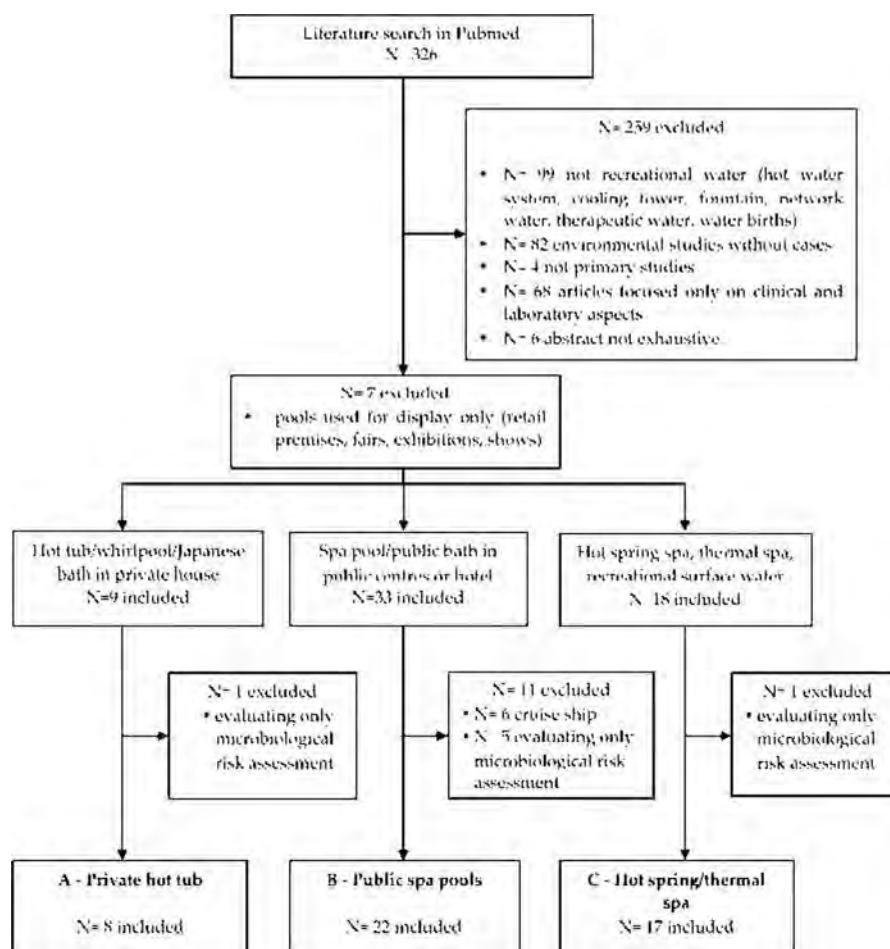 Literature search in Pubmed
N 326
N= 259 excluded
• N= 99 not recreational water (hot water
system, cooling tower, fountain, network
water, therapeutic water, water births)
• N= 82 environmental studies without cases
• N= 4 not primary studies
• N= 68 articles focused only on clinical and
laboratory aspects
• N= 6 abstract not exhaustive
N= 7 excluded
• pools used for display only (retail
premises, fairs, exhibitions, shows)
Hot tub/whirlpool/Japanese
bath in private house
N=9 included
Spa pool/public bath in
public centres or hotel
N=33 included
Hot spring spa, thermal spa,
recreational surface water
N 18 included
N= 1 excluded
• evaluating only
microbiological
risk assessment
N= 11 excluded
• N= 6 cruise ship
• N 5 evaluating only
microbiological risk
assessment
N= 1 excluded
• evaluating only
microbiological
risk assessment
A - Private hot tub
N= 8 included
B - Public spa pools
N= 22 included
C - Hot spring/thermal
spa
N= 17 included